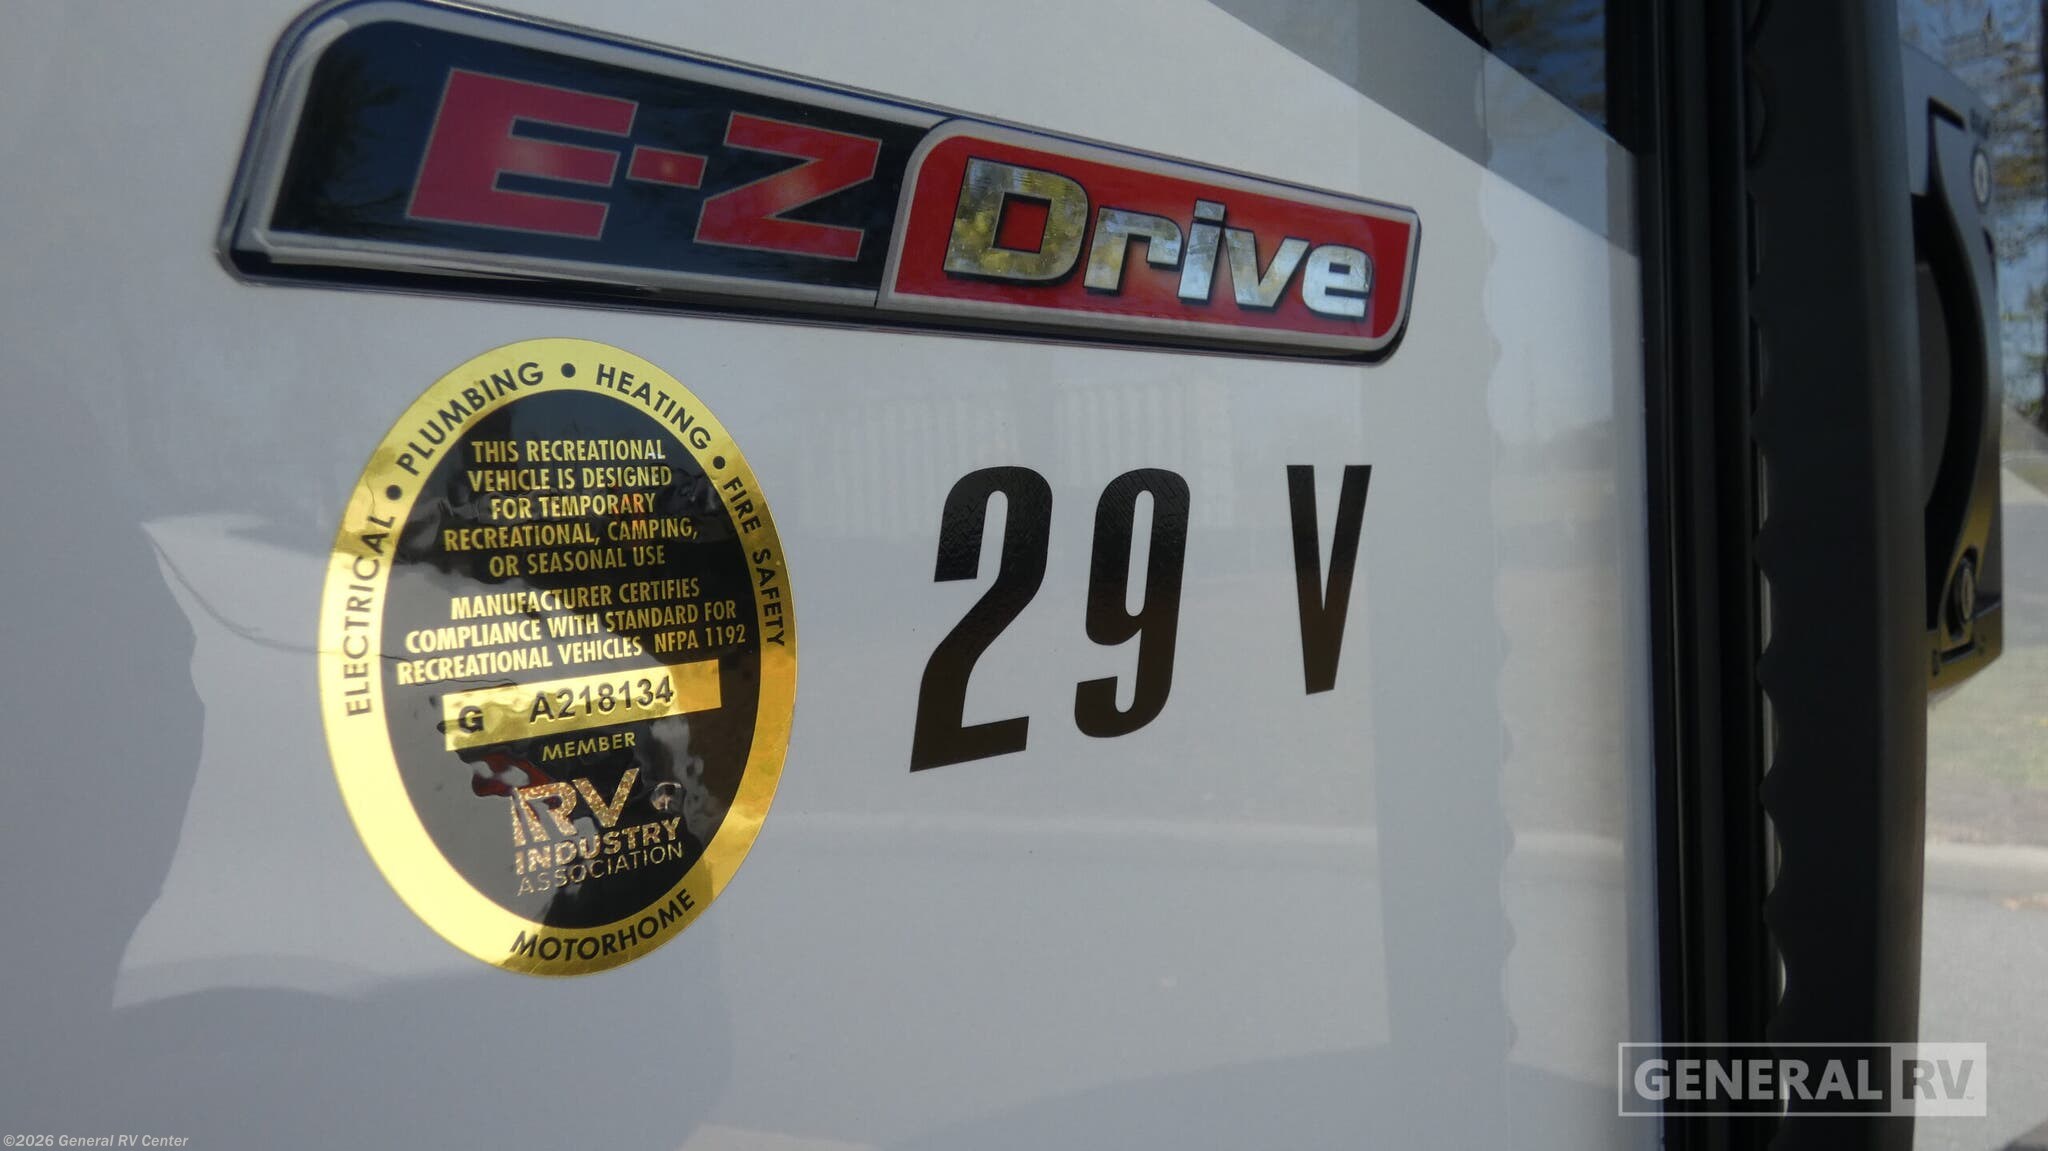 E-Z Drive
ELECTRICAL • PLUMBING • HEATING • FIRE SAFETY
THIS RECREATIONAL
VEHICLE IS DESIGNED
FOR TEMPORARY
RECREATIONAL, CAMPING,
OR SEASONAL USE
MANUFACTURER CERTIFIES
COMPLIANCE WITH STANDARD FOR
RECREATIONAL VEHICLES NFPA 1192
G A218134
MEMBER
RV
INDUSTRY
ASSOCIATION
MOTORHOME
29 V
GENERAL RV
©2026 General RV Center